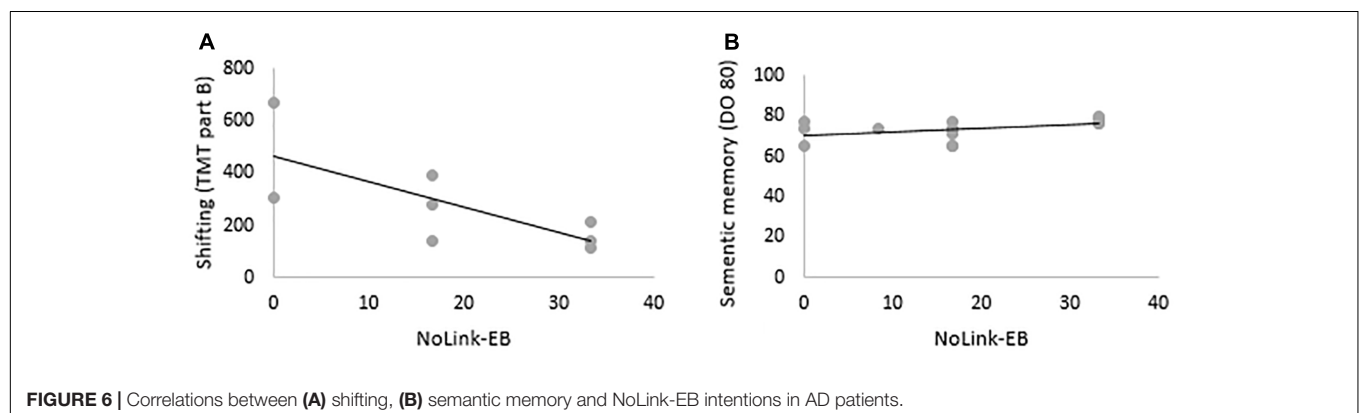 A
Shifting (TMT part B)
800
600
400
200
0
0 10 20 30 40
NoLink-EB
B
Sementic memory (DO 80)
100
80
60
40
20
0
0 10 20 30 40
NoLink-EB
FIGURE 6 | Correlations between (A) shifting, (B) semantic memory and NoLink-EB intentions in AD patients.